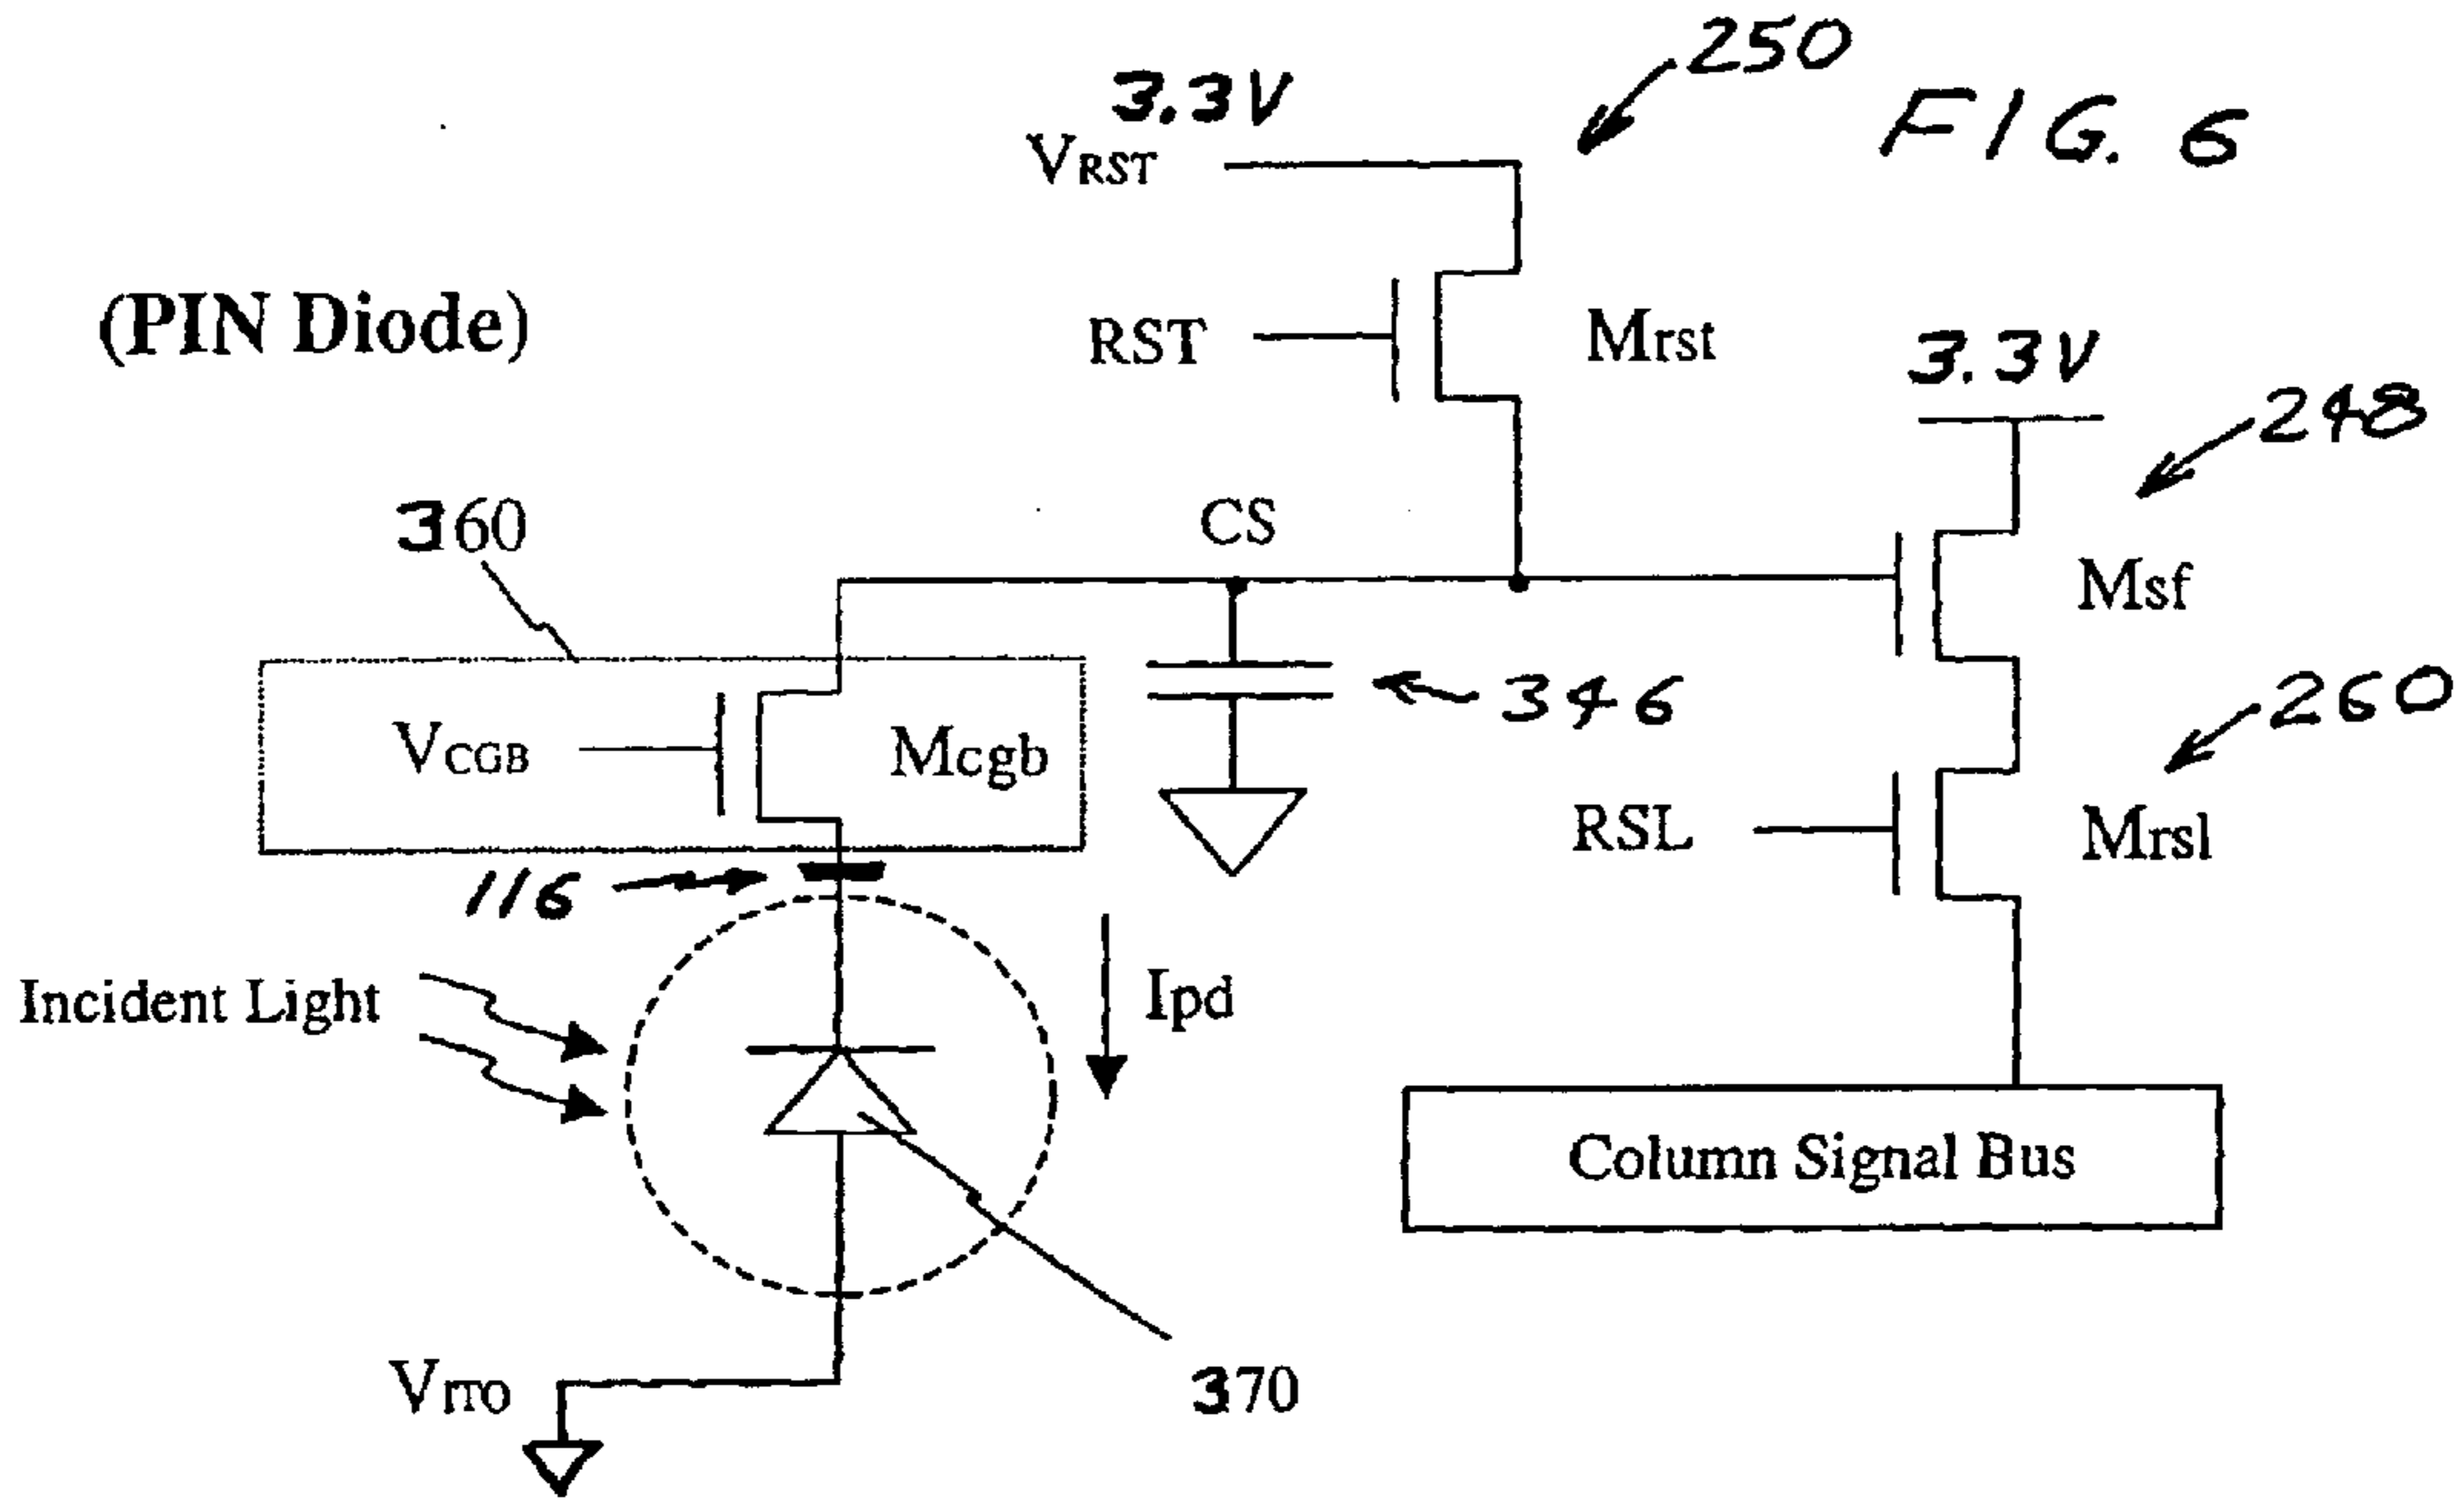 250
3.3V
FIG. 6
VRST
(PIN Diode)
RST
Mrst
3.3V
248
360
CS
Msf
VCGB
Mcgb
346
260
RSL
Mrsl
116
Incident Light
Ipd
Column Signal Bus
VITO
370